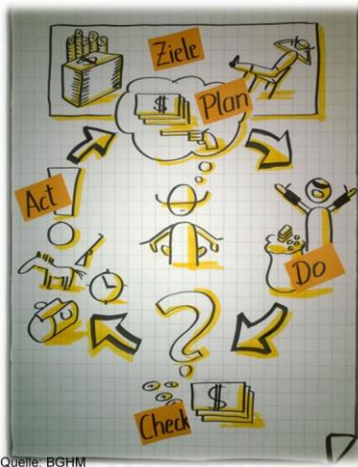 Ziele
$
Plan
Act
Do
?
$
Check
Quelle: BGHM